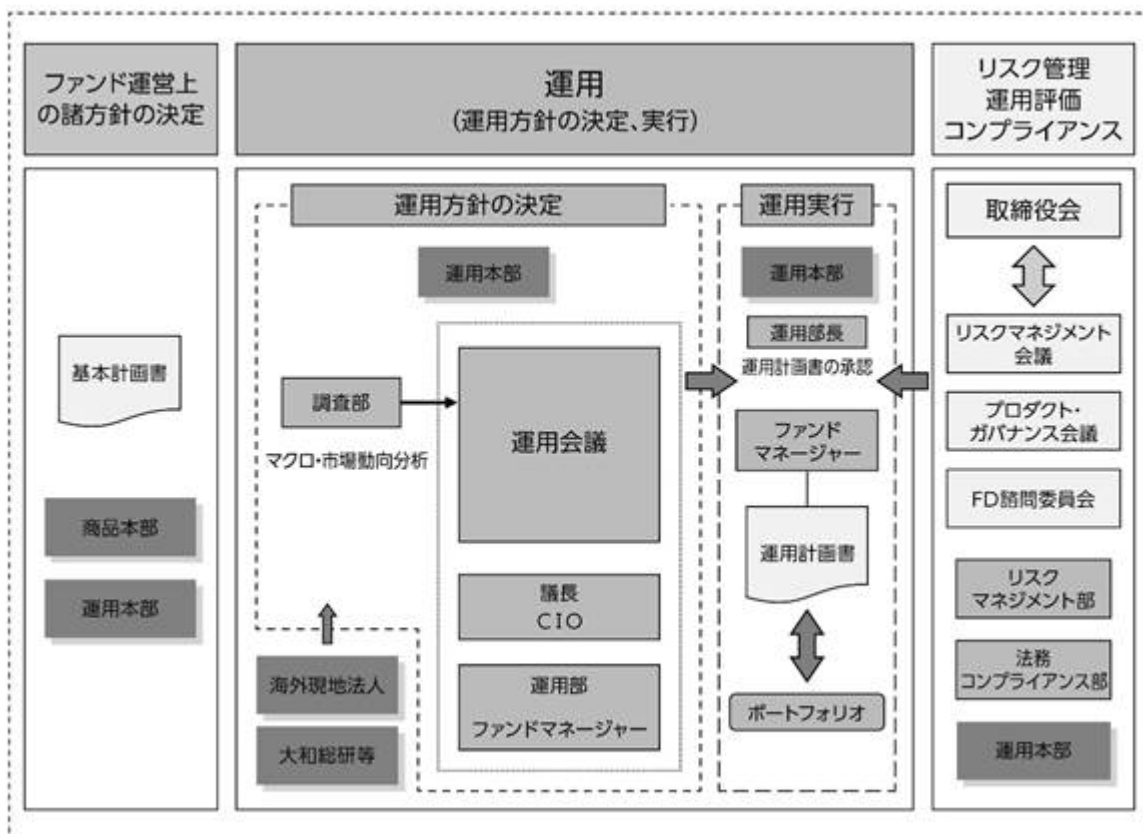 ファンド運営上
の諸方針の決定
運用
(運用方針の決定、実行)
リスク管理
運用評価
コンプライアンス
基本計画書
商品本部
運用本部
運用方針の決定
運用本部
調査部
マクロ・市場動向分析
運用会議
議長
CIO
運用部
ファンドマネージャー
海外現地法人
大和総研等
運用実行
運用本部
運用部長
運用計画書の承認
ファンド
マネージャー
運用計画書
ポートフォリオ
取締役会
リスクマネジメント
会議
プロダクト・
ガバナンス会議
FD諮問委員会
リスク
マネジメント部
法務
コンプライアンス部
運用本部